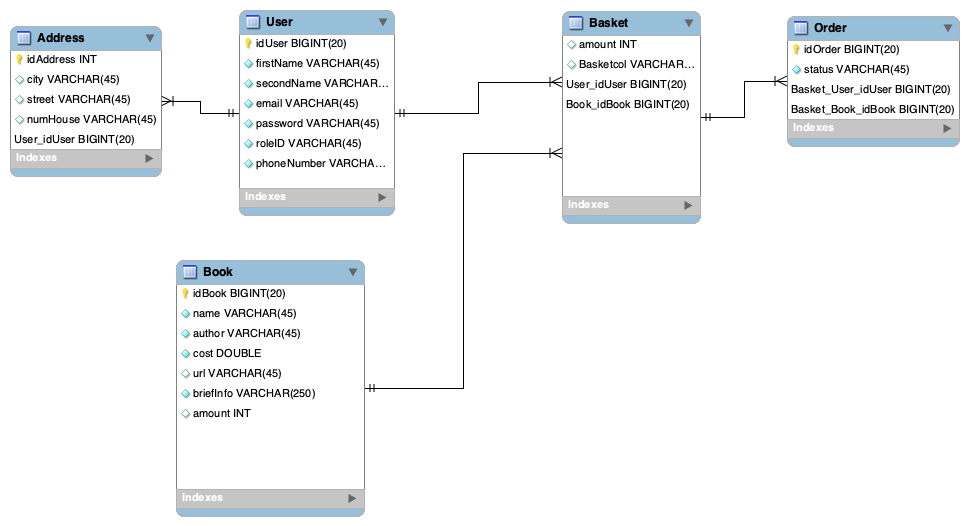 Address
idAddress INT
city VARCHAR(45)
street VARCHAR(45)
numHouse VARCHAR(45)
User_idUser BIGINT(20)
Indexes
User
idUser BIGINT(20)
firstName VARCHAR(45)
secondName VARCHAR...
email VARCHAR(45)
password VARCHAR(45)
roleID VARCHAR(45)
phoneNumber VARCHA...
Indexes
Basket
amount INT
Basketcol VARCHAR...
User_idUser BIGINT(20)
Book_idBook BIGINT(20)
Indexes
Order
idOrder BIGINT(20)
status VARCHAR(45)
Basket_User_idUser BIGINT(20)
Basket_Book_idBook BIGINT(20)
Indexes
Book
idBook BIGINT(20)
name VARCHAR(45)
author VARCHAR(45)
cost DOUBLE
url VARCHAR(45)
briefInfo VARCHAR(250)
amount INT
Indexes